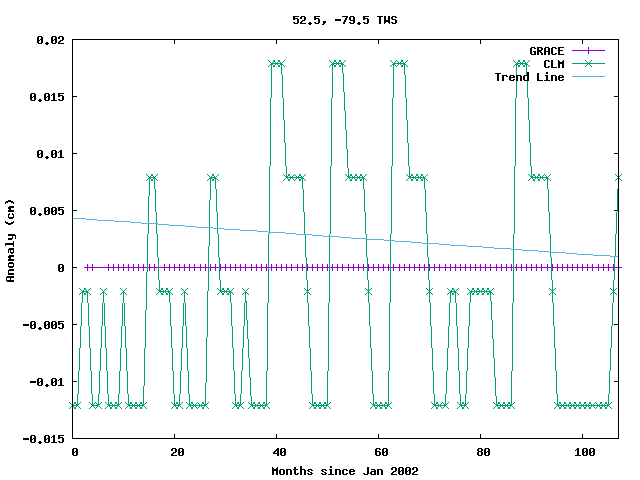 52.5, -79.5 TWS
0.02
GRACE
CLM
Trend Line
0.015
0.01
0.005
0
-0.005
-0.01
-0.015
Anomaly (cm)
0 20 40 60 80 100
Months since Jan 2002